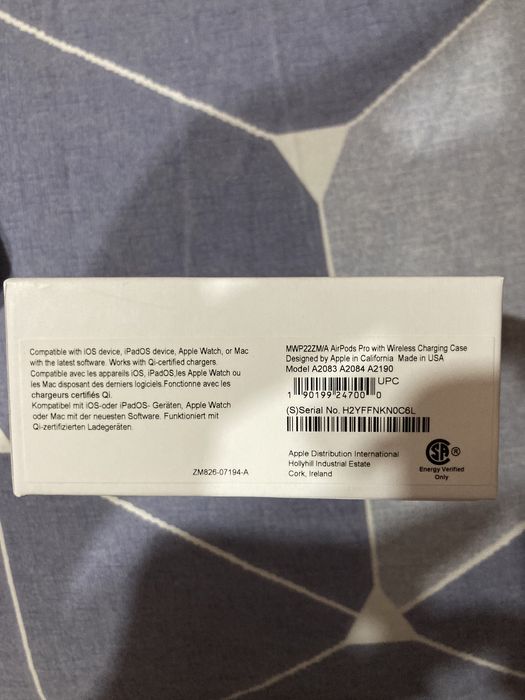 Compatible with IOS device, iPadOS device, Apple Watch, or Mac
with the latest software. Works with Qi-certified chargers.
Compatible avec les appareils iOS, iPadOS,les Apple Watch ou
les Mac disposant des derniers logiciels.Fonctionne avec les
chargeurs certifiés Qi.
Kompatibel mit iOS-oder iPadOS- Geräten, Apple Watch
oder Mac mit der neuesten Software. Funktioniert mit
Qi-zertifizierten Ladegeräten.
ZM826-07194-A
MWP22ZM/A AirPods Pro with Wireless Charging Case
Designed by Apple in California Made in USA
Model A2083 A2084 A2190
UPC
1 90199 24700 0
(S)Serial No. H2YFFNKN0C6L
Apple Distribution International
Hollyhill Industrial Estate
Cork, Ireland
SA ®
Energy Verified
Only